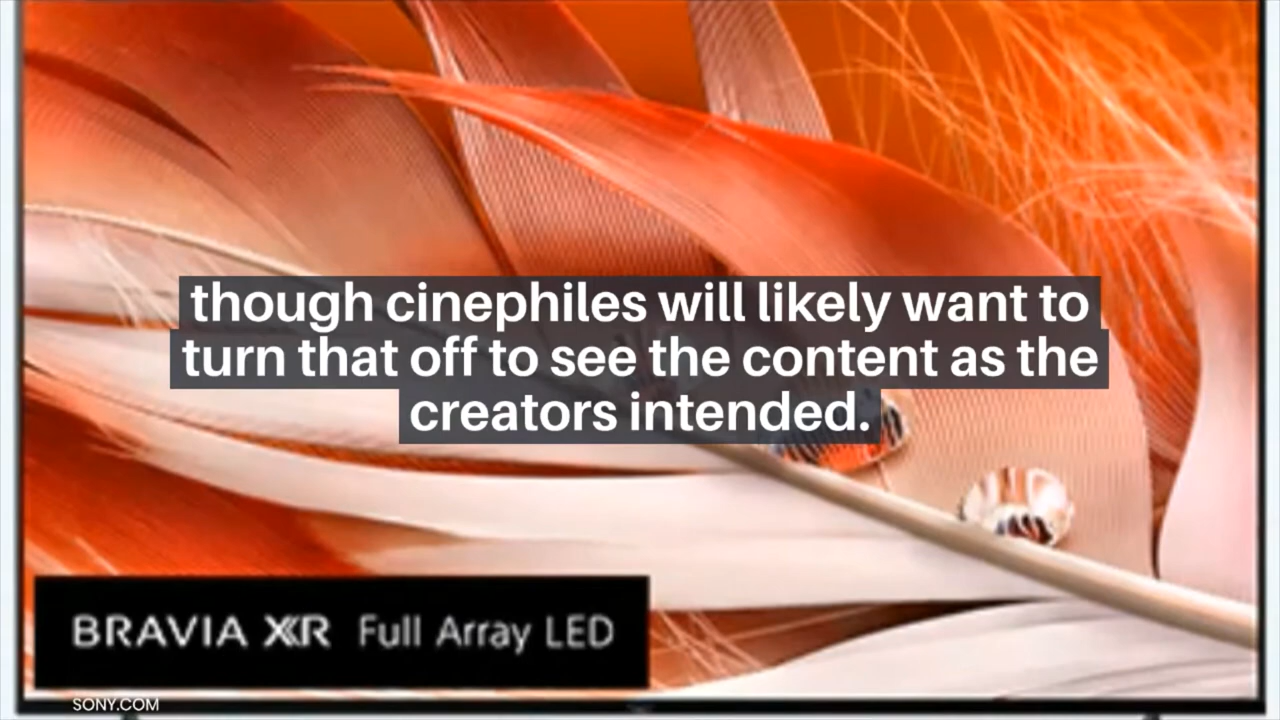 though cinephiles will likely want to
turn that off to see the content as the
creators intended.
BRAVIA XR Full Array LED
SONY.COM